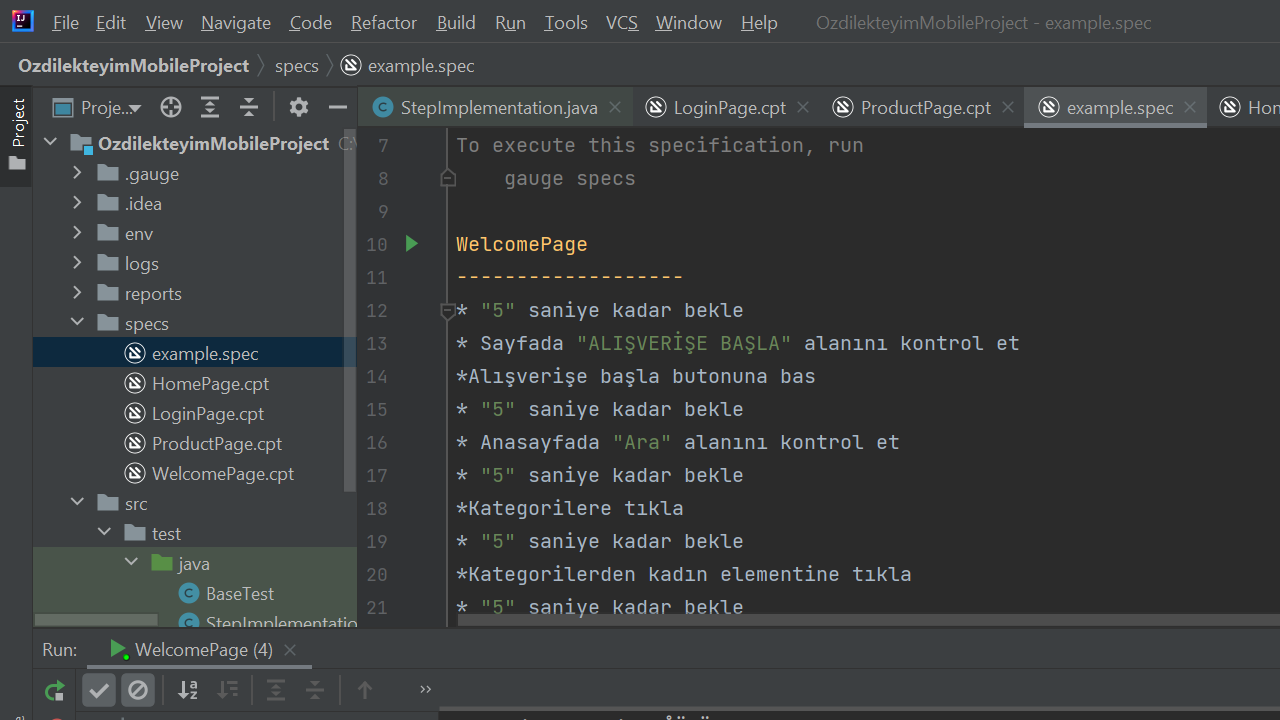 File Edit View Navigate Code Refactor Build Run Tools VCS Window Help OzdilekteyimMobileProject - example.spec
OzdilekteyimMobileProject specs example.spec
Project
Proje...
StepImplementation.java LoginPage.cpt ProductPage.cpt example.spec Hom
OzdilekteyimMobileProject
.gauge
.idea
env
logs
reports
specs
example.spec
HomePage.cpt
LoginPage.cpt
ProductPage.cpt
WelcomePage.cpt
src
test
java
BaseTest
StepImplementatio
7 To execute this specification, run
8 gauge specs
9
10 WelcomePage
11 -------------------
12 * "5" saniye kadar bekle
13 * Sayfada "ALIŞVERİŞE BAŞLA" alanını kontrol et
14 *Alışverişe başla butonuna bas
15 * "5" saniye kadar bekle
16 * Anasayfada "Ara" alanını kontrol et
17 * "5" saniye kadar bekle
18 *Kategorilere tıkla
19 * "5" saniye kadar bekle
20 *Kategorilerden kadın elementine tıkla
21 * "5" saniye kadar bekle
Run: WelcomePage (4)